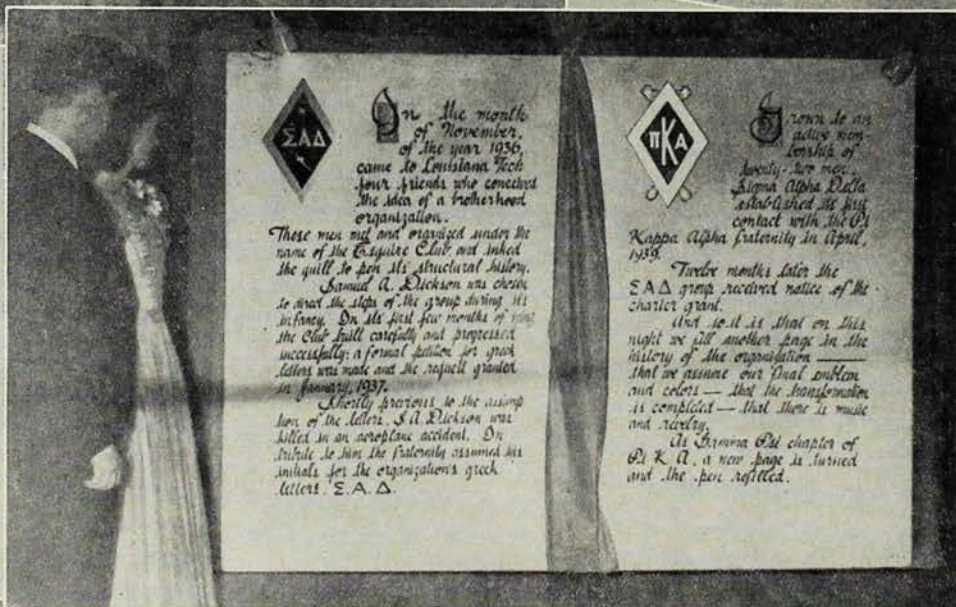 ΣΑΔ
In the month
of November,
of the year 1936,
came to Louisiana Tech
four friends who conceived
the idea of a brotherhood
organization.
These men met and organized under the
name of the Esquire Club, and inked
the quill to pen its structural history.
Samuel A. Dickson was chosen
to direct the steps of the group during its
infancy. In its first few months of
the Club built carefully and progressed
successfully; a formal petition for greek
letters was made and the request granted
in January, 1937.
Shortly previous to the assump
tion of the letters, S. A. Dickson was
killed in an aeroplane accident. In
tribute to him the fraternity assumed his
initials for the organization's greek
letters, Σ.Α.Δ.
ΠΚΑ
Grown to an
active mem-
bership of
twenty-two men,
Sigma Alpha Delta
established its first
contact with the Pi
Kappa Alpha fraternity in April,
1939.
Twelve months later the
ΣΑΔ group received notice of the
charter grant.
And so it is that on this
night we fill another page in the
history of the organization —
that we assume our final emblem
and colors — that the transformation
is completed — that there is music
and revelry.
As Gamma Psi chapter of
Pi K. A. a new page is turned
and the pen refilled.